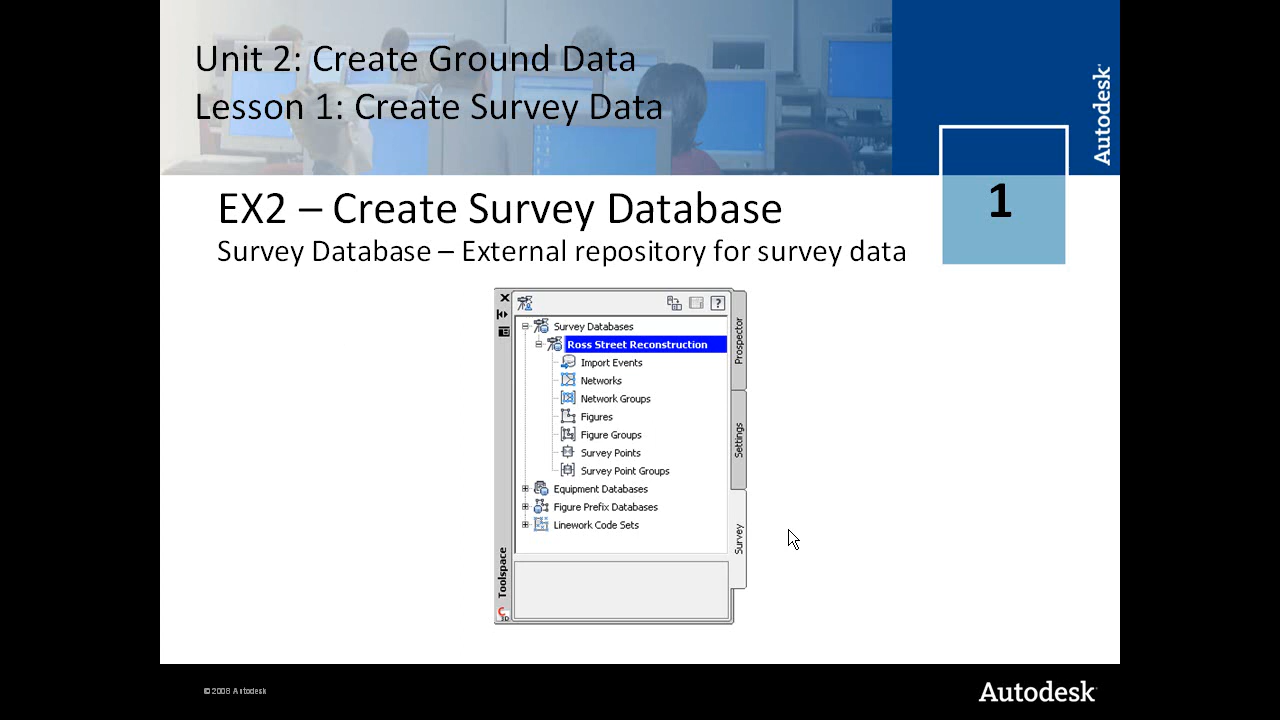 Unit 2: Create Ground Data
Lesson 1: Create Survey Data
Autodesk
1
EX2 – Create Survey Database
Survey Database – External repository for survey data
Survey Databases
Ross Street Reconstruction
Import Events
Networks
Network Groups
Figures
Figure Groups
Survey Points
Survey Point Groups
Equipment Databases
Figure Prefix Databases
Linework Code Sets
Prospector
Settings
Survey
Toolspace
© 2008 Autodesk
Autodesk